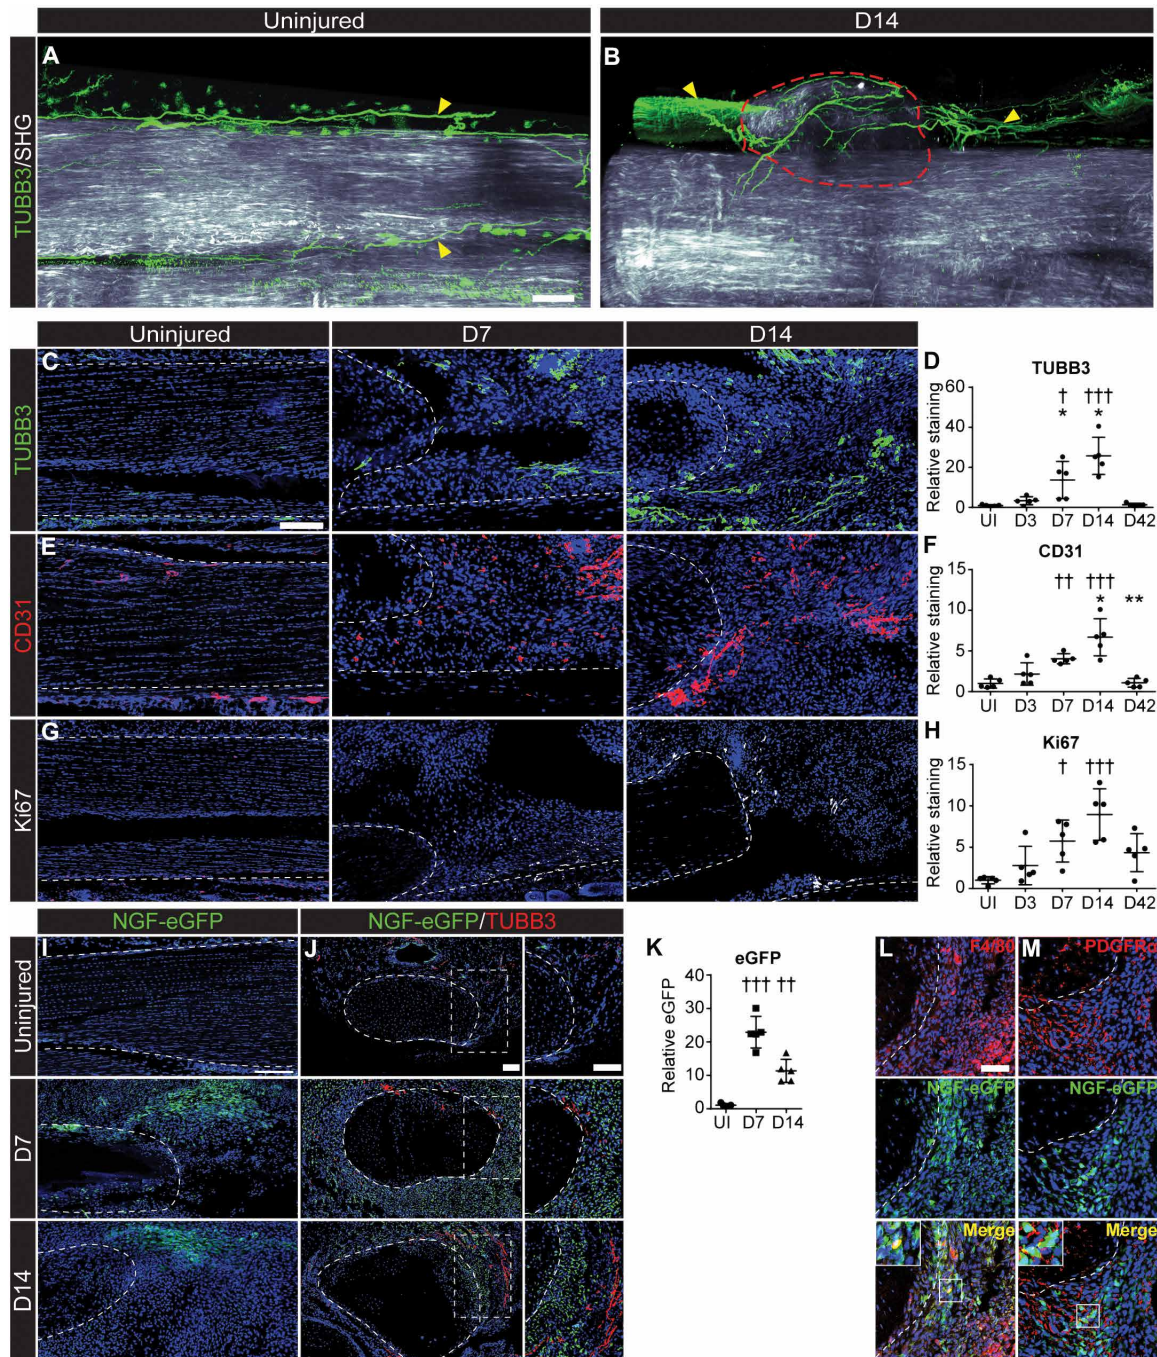 Uninjured
D14
TUBB3/SHG
A
B
Uninjured
D7
D14
TUBB3
C
D
TUBB3
Relative staining
60
40
20
0
† †††
* *
UI D3 D7 D14 D42
CD31
E
F
CD31
Relative staining
15
10
5
0
†† †††
* **
UI D3 D7 D14 D42
Ki67
G
H
Ki67
Relative staining
15
10
5
0
† †††
UI D3 D7 D14 D42
NGF-eGFP
NGF-eGFP/TUBB3
Uninjured
D7
D14
I
J
K
eGFP
Relative eGFP
40
30
20
10
0
††† ††
UI D7 D14
L
F4/80
M
PDGFRα
NGF-eGFP
NGF-eGFP
Merge
Merge